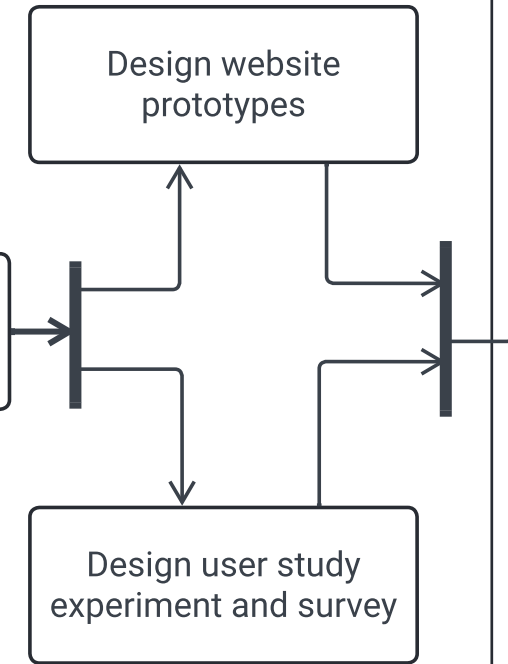 Design website
prototypes
Design user study
experiment and survey